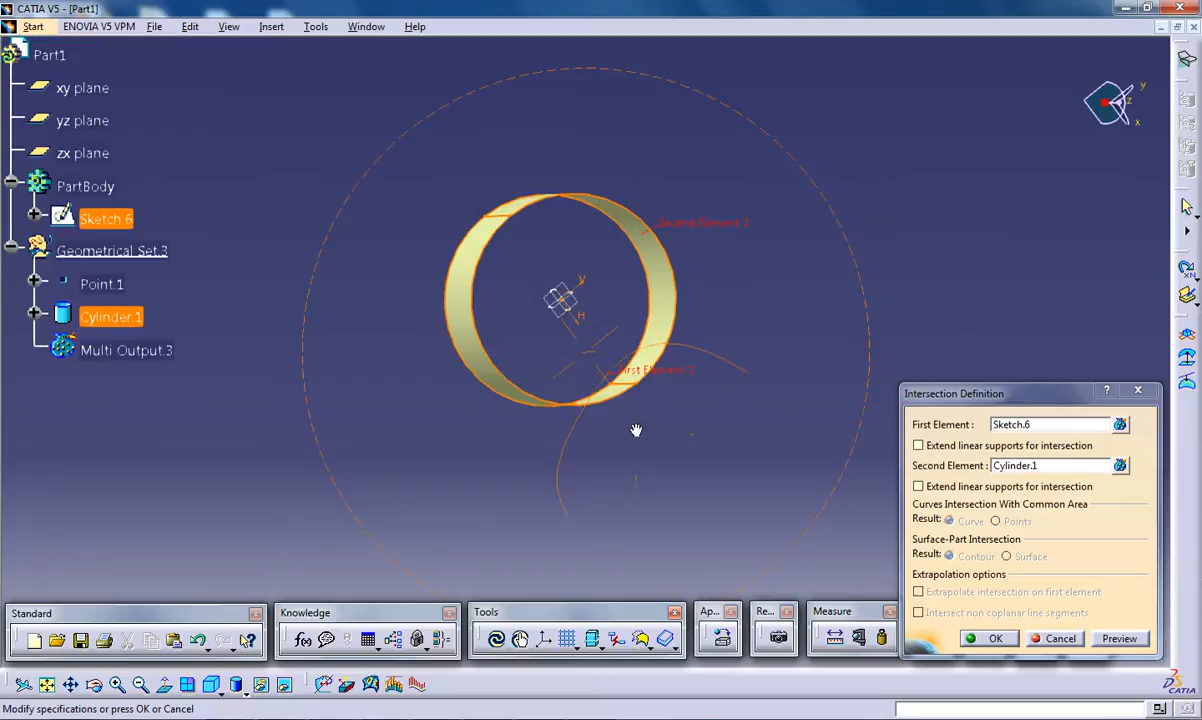 CATIA V5 - [Part1]
Start ENOVIA V5 VPM File Edit View Insert Tools Window Help
Part1
xy plane
yz plane
zx plane
PartBody
Sketch.6
Geometrical Set.3
Point.1
Cylinder.1
Multi Output.3
y
z
x
Second Element 1
y
H
First Element 1
Intersection Definition
First Element : Sketch.6
Extend linear supports for intersection
Second Element : Cylinder.1
Extend linear supports for intersection
Curves Intersection With Common Area
Result: Curve Points
Surface-Part Intersection
Result: Contour Surface
Extrapolation options
Extrapolate intersection on first element
Intersect non coplanar line segments
OK Cancel Preview
Standard
Knowledge
Tools
Ap...
Re...
Measure
f(x)
XN
DS CATIA
Modify specifications or press OK or Cancel